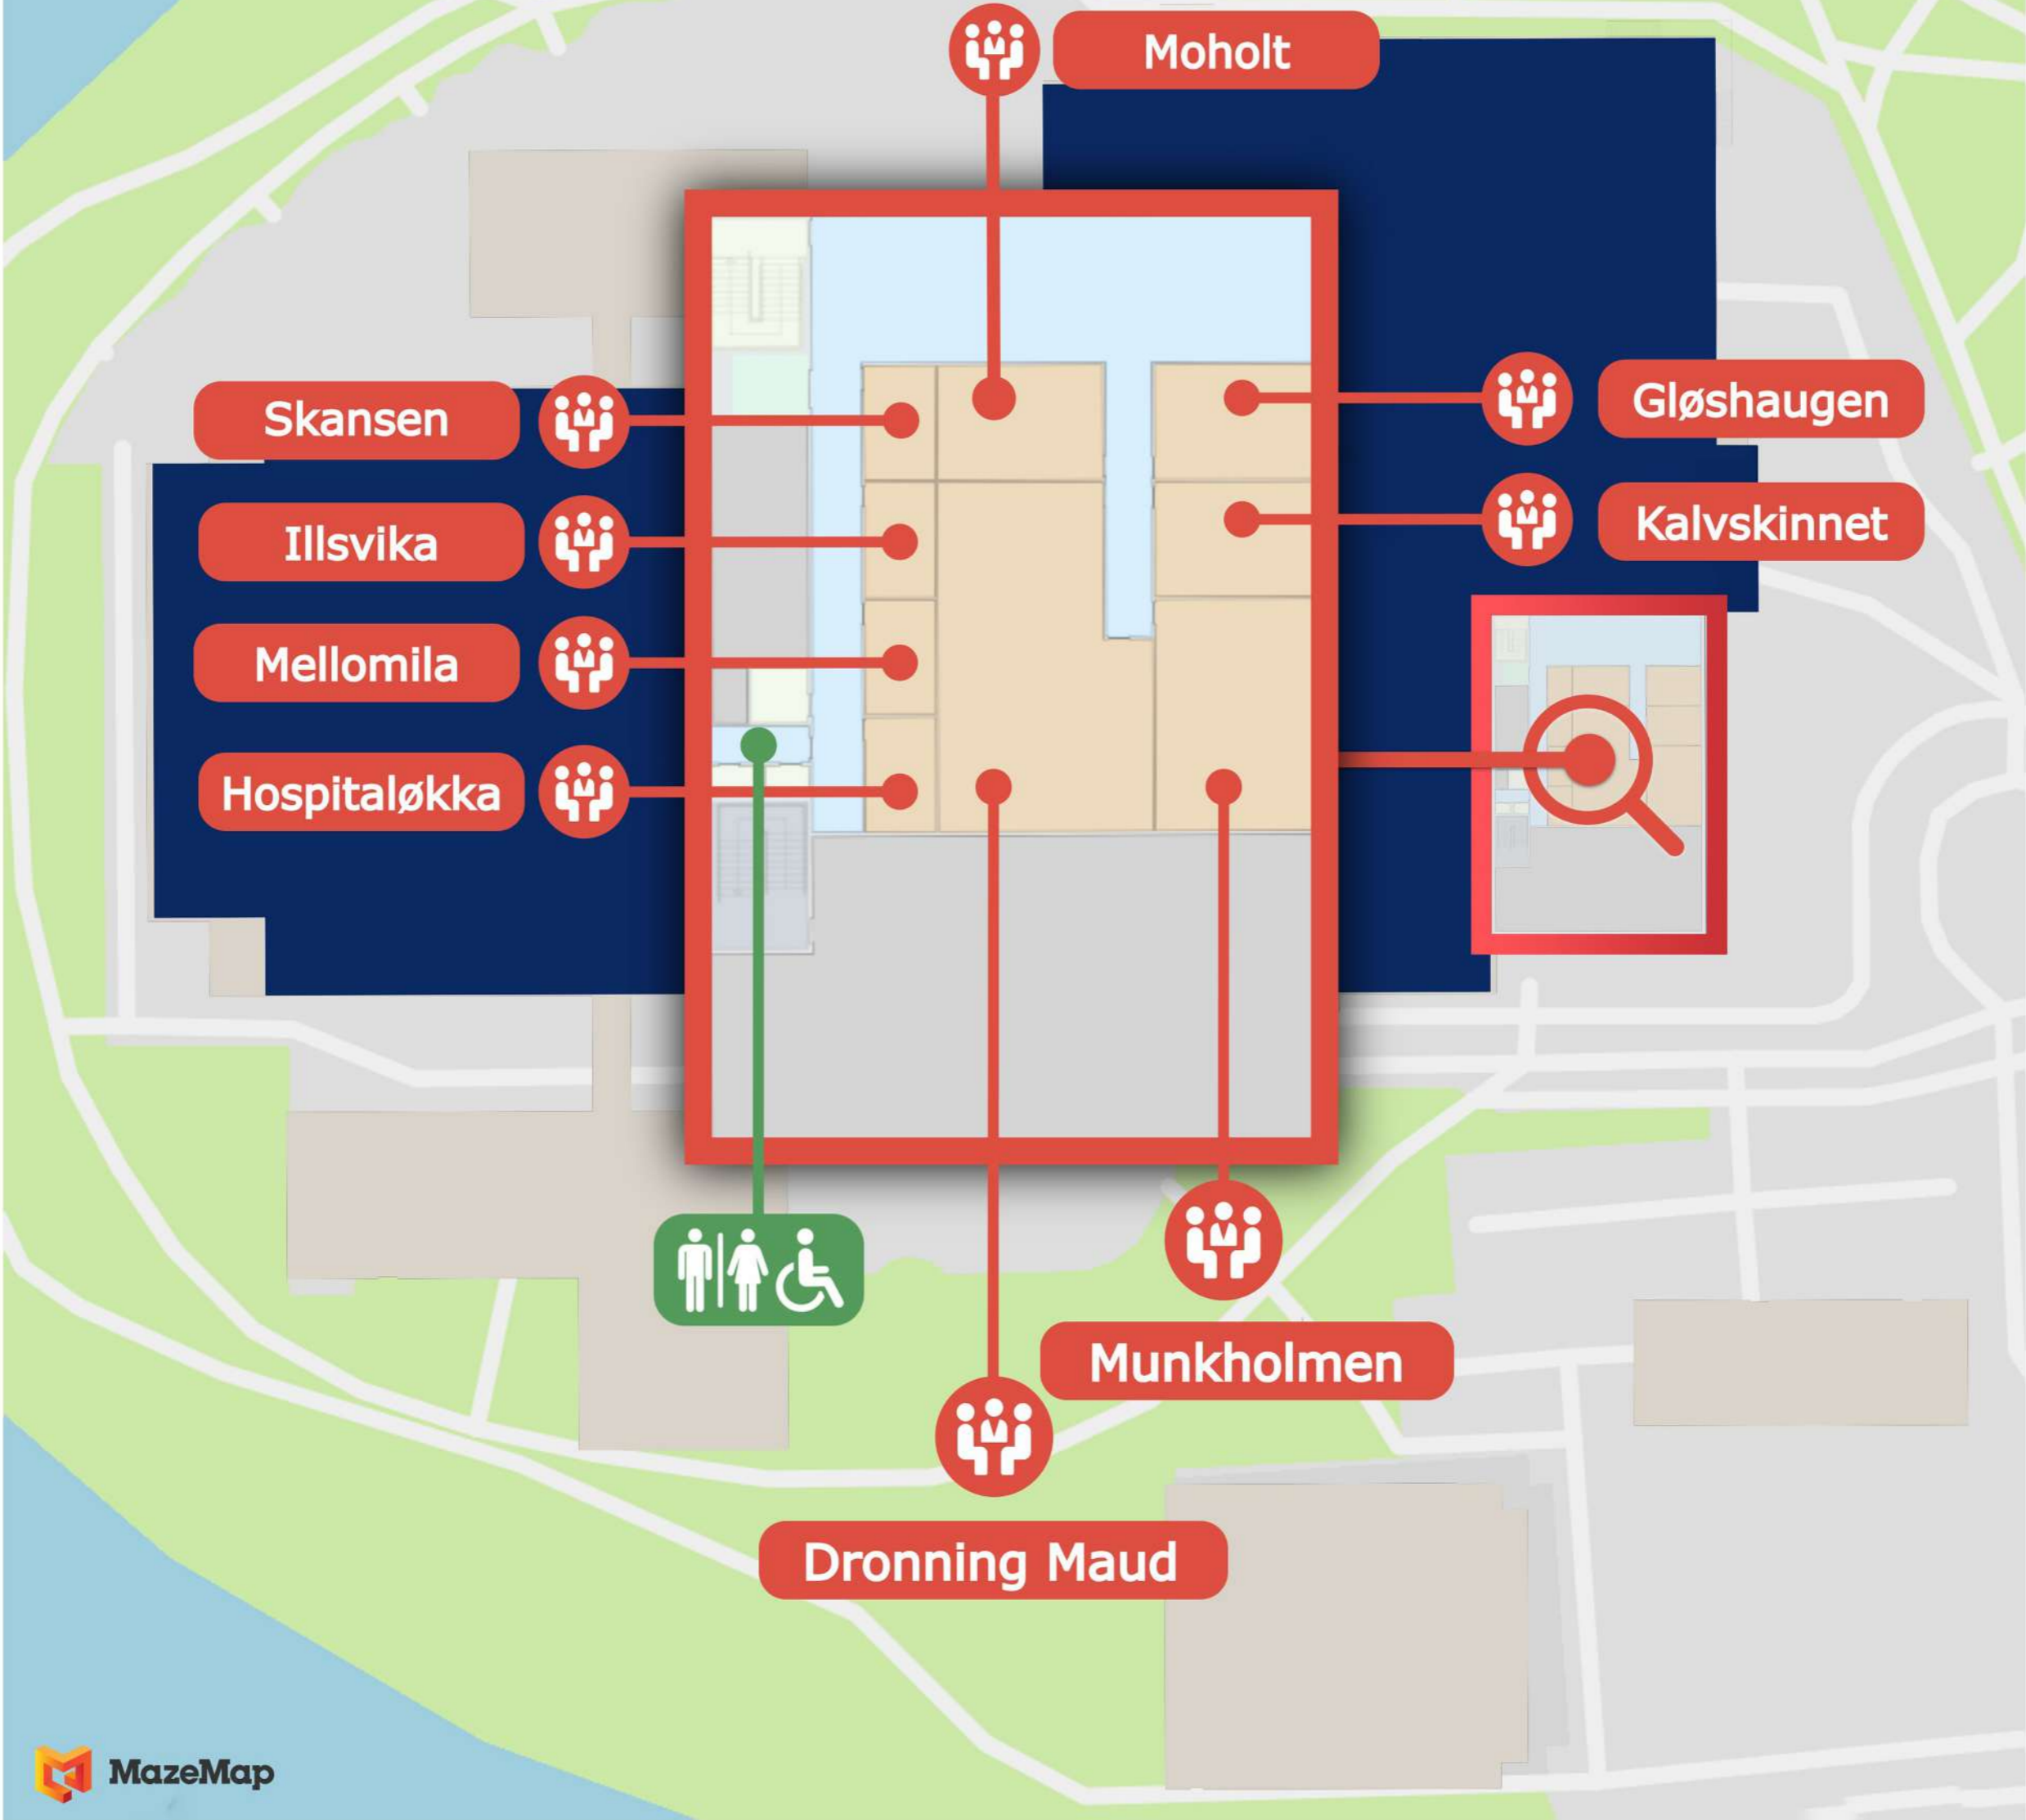 Moholt
Skansen
Gløshaugen
Illsvika
Kalvskinnet
Mellomila
Hospitaløkka
Munkholmen
Dronning Maud
MazeMap